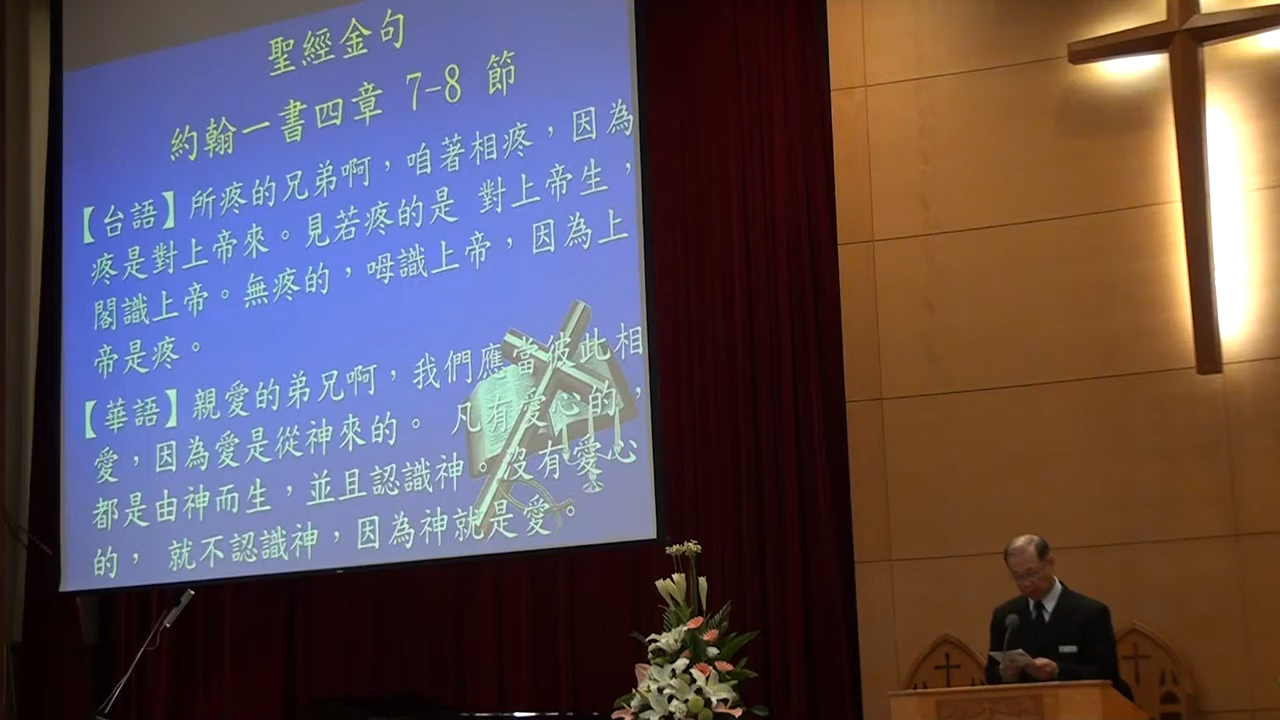 聖經金句
約翰一書四章 7-8 節
【台語】所疼的兄弟啊，咱著相疼，因為
疼是對上帝來。見若疼的是 對上帝生，
閣識上帝。無疼的，呣識上帝，因為上
帝是疼。
【華語】親愛的弟兄啊，我們應當彼此相
愛，因為愛是從神來的。 凡有愛心的，
都是由神而生，並且認識神。沒有愛心
的， 就不認識神，因為神就是愛。